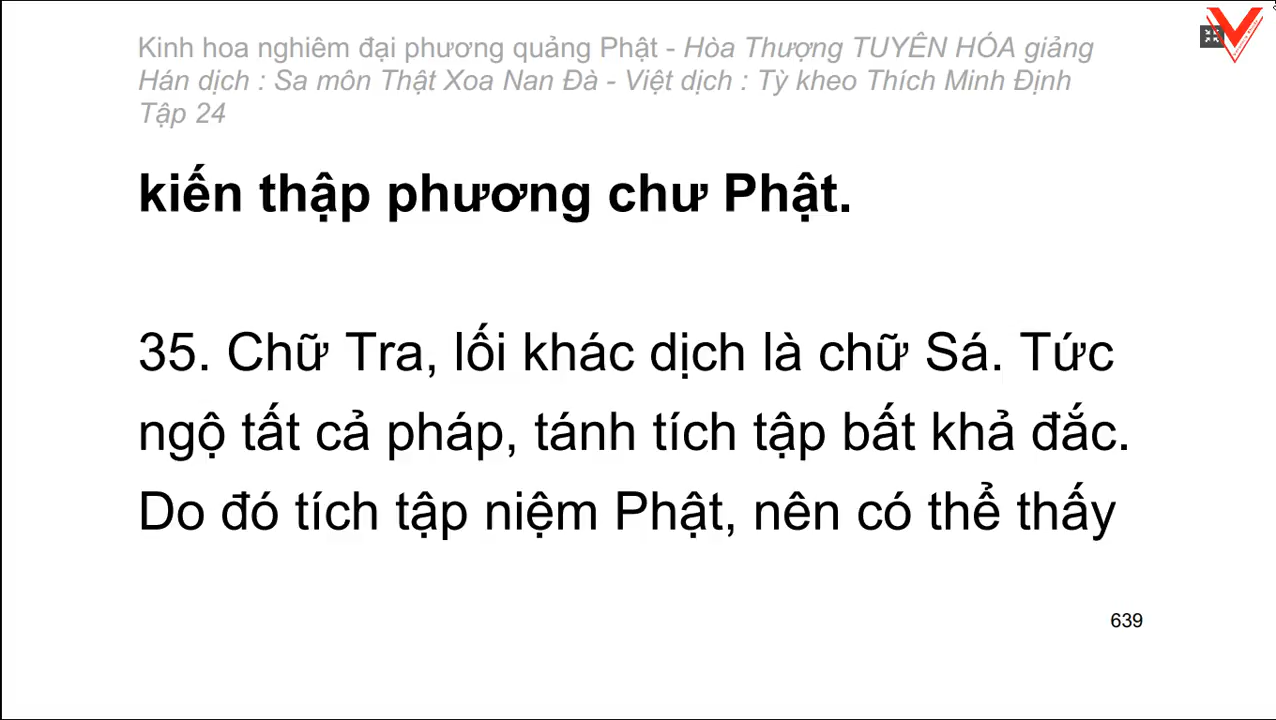 Kinh hoa nghiêm đại phương quảng Phật - Hòa Thượng TUYÊN HÓA giảng
Hán dịch : Sa môn Thật Xoa Nan Đà - Việt dịch : Tỳ kheo Thích Minh Định
Tập 24
kiến thập phương chư Phật.
35. Chữ Tra, lối khác dịch là chữ Sá. Tức
ngộ tất cả pháp, tánh tích tập bất khả đắc.
Do đó tích tập niệm Phật, nên có thể thấy
639